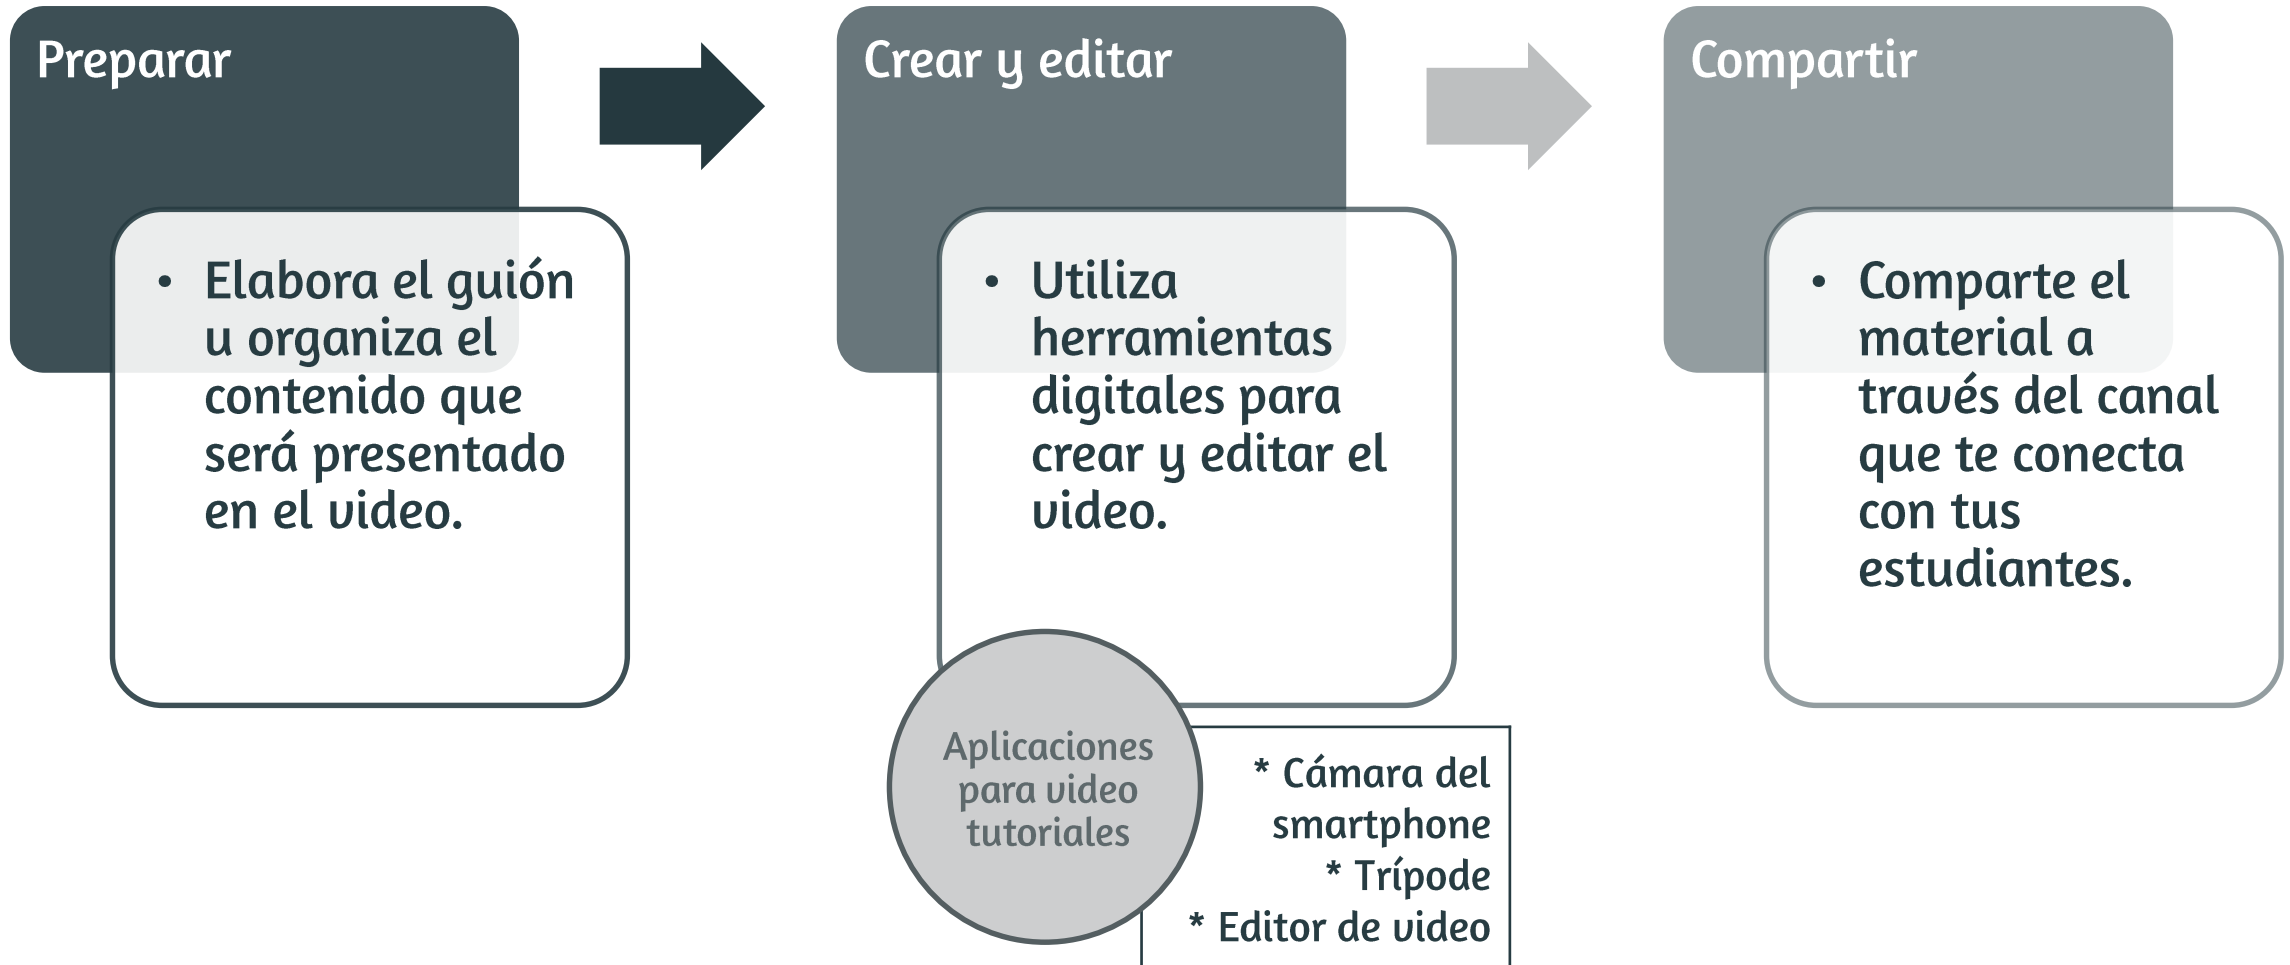 Preparar
• Elabora el guión
u organiza el
contenido que
será presentado
en el video.
Crear y editar
• Utiliza
herramientas
digitales para
crear y editar el
video.
Aplicaciones
para video
tutoriales
* Cámara del
smartphone
* Trípode
* Editor de video
Compartir
• Comparte el
material a
través del canal
que te conecta
con tus
estudiantes.